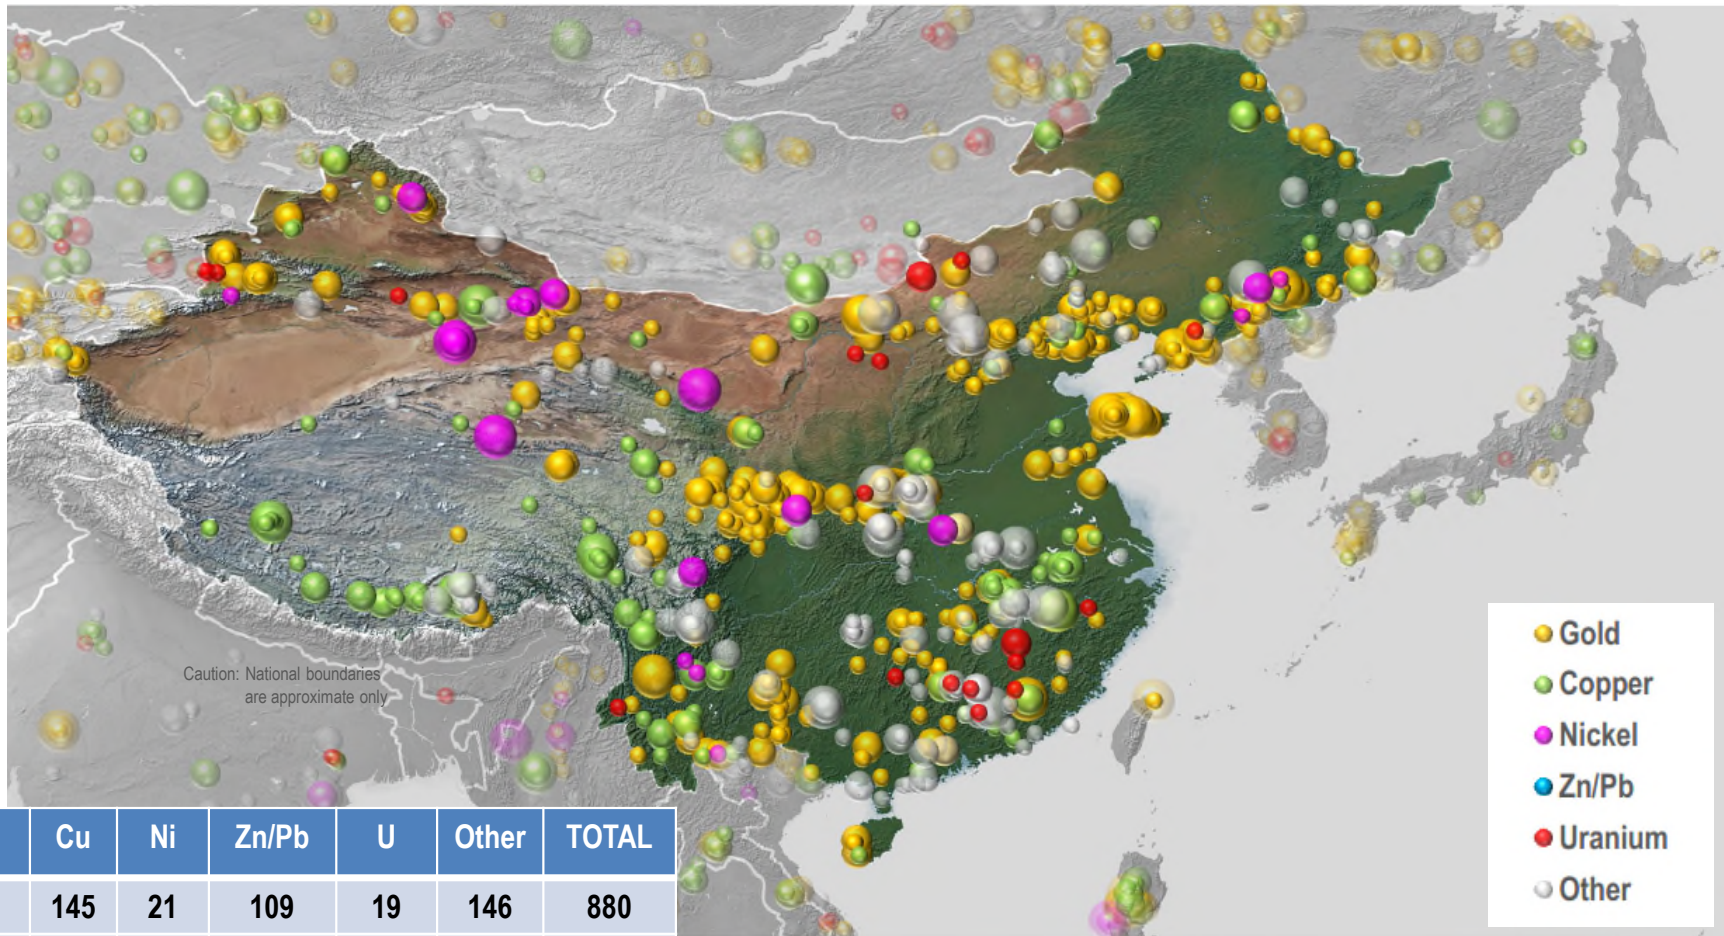 Caution: National boundaries
are approximate only
Gold
Copper
Nickel
Zn/Pb
Uranium
Other
Cu Ni Zn/Pb U Other TOTAL
145 21 109 19 146 880